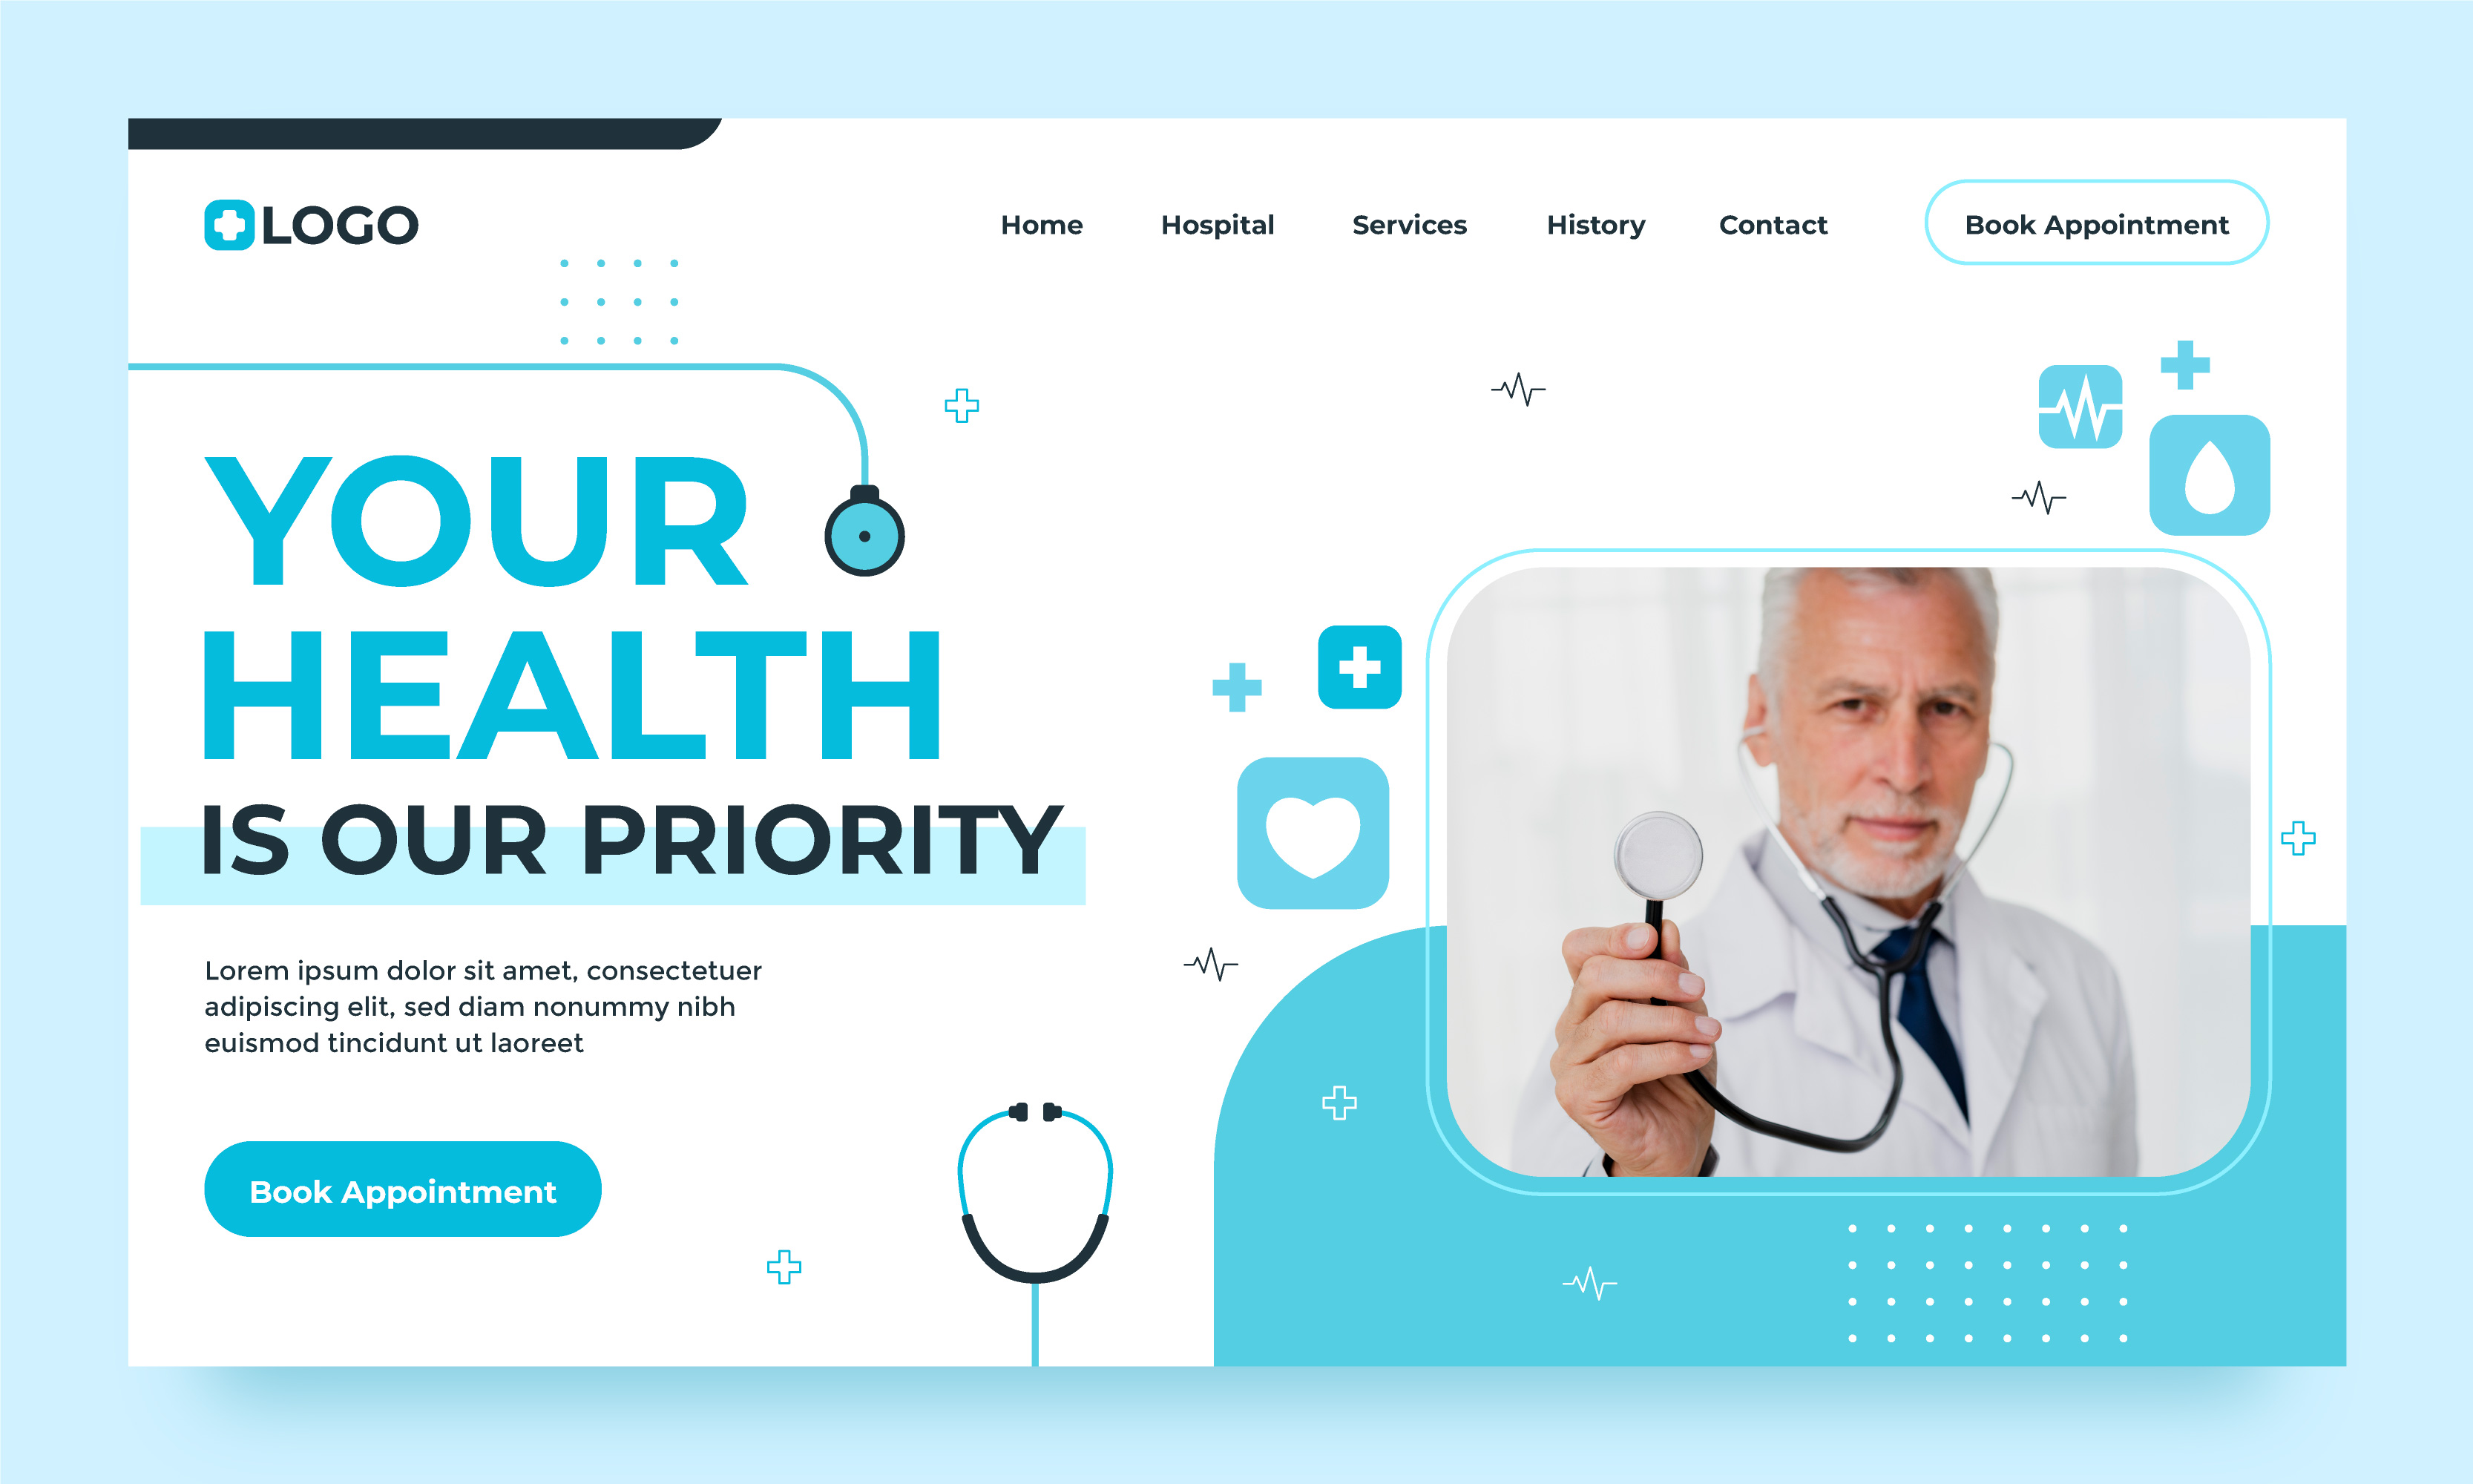 LOGO
Home Hospital Services History Contact Book Appointment
YOUR
HEALTH
IS OUR PRIORITY
Lorem ipsum dolor sit amet, consectetuer
adipiscing elit, sed diam nonummy nibh
euismod tincidunt ut laoreet
Book Appointment